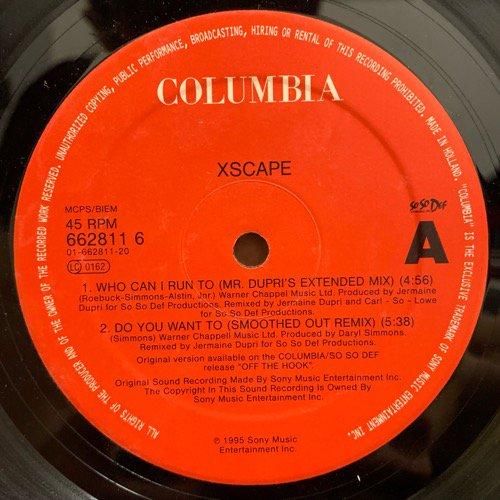 ALL RIGHTS OF THE PRODUCER AND OF THE OWNER OF THE RECORDED WORK RESERVED. UNAUTHORIZED COPYING, PUBLIC PERFORMANCE, BROADCASTING, HIRING OR RENTAL OF THIS RECORDING PROHIBITED. MADE IN HOLLAND. "COLUMBIA" IS THE EXCLUSIVE TRADEMARK OF SONY MUSIC ENTERTAINMENT INC.
COLUMBIA
XSCAPE
MCPS/BIEM
45 RPM
662811 6
01-662811-20
LC 0162
SO SO DEF
A
1. WHO CAN I RUN TO (MR. DUPRI'S EXTENDED MIX) (4:56)
(Roebuck-Simmons-Alstin, Jnr.) Warner Chappel Music Ltd. Produced by Jermaine
Dupri for So So Def Productions. Remixed by Jermaine Dupri and Carl - So - Lowe
for So So Def Productions.
2. DO YOU WANT TO (SMOOTHED OUT REMIX) (5:38)
(Simmons) Warner Chappell Music Ltd. Produced by Daryl Simmons.
Remixed by Jermaine Dupri for So So Def Productions.
Original version available on the COLUMBIA/SO SO DEF
release "OFF THE HOOK".
Original Sound Recording Made By Sony Music Entertainment Inc.
The Copyright In This Sound Recording is Owned By
Sony Music Entertainment Inc.
℗ 1995 Sony Music
Entertainment Inc.